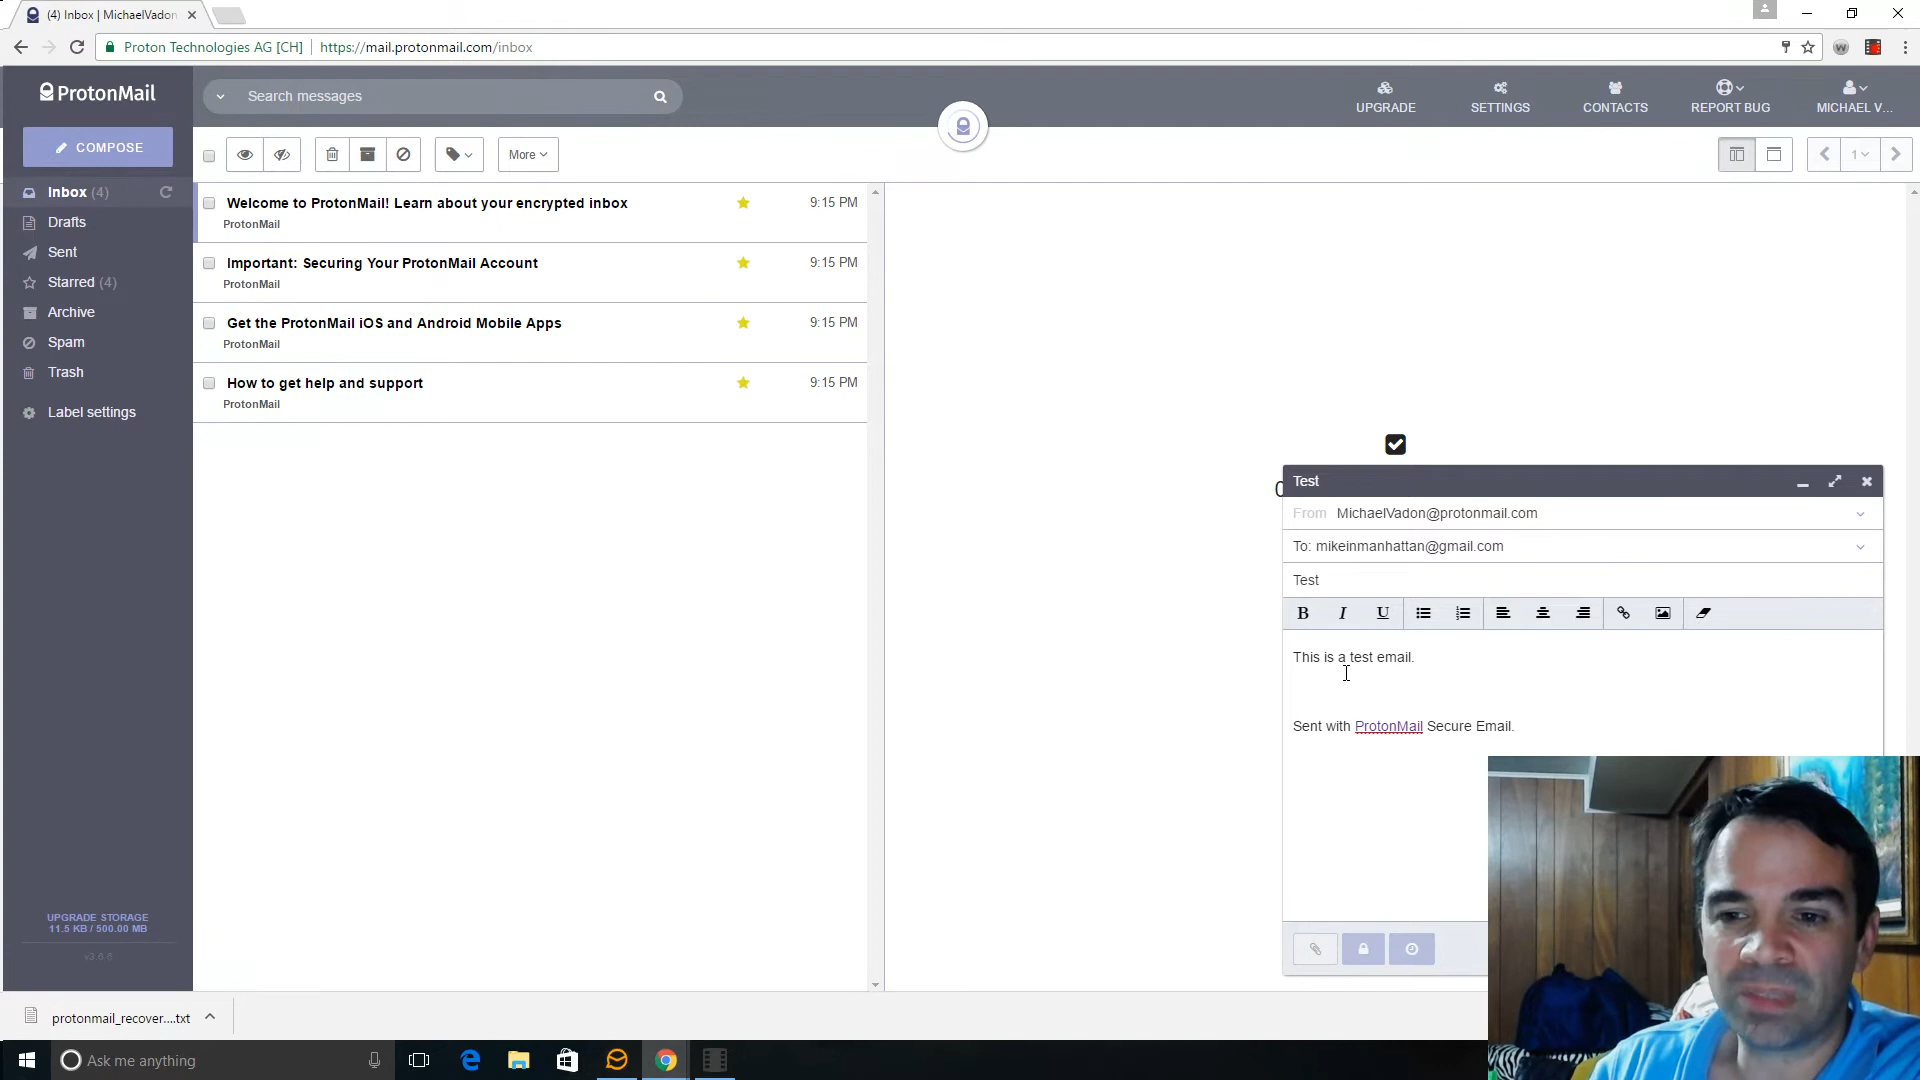 (4) Inbox | MichaelVadon
Proton Technologies AG [CH] | https://mail.protonmail.com/inbox
ProtonMail
Search messages
UPGRADE
SETTINGS
CONTACTS
REPORT BUG
MICHAEL V...
COMPOSE
More
1
Inbox (4)
Drafts
Sent
Starred (4)
Archive
Spam
Trash
Label settings
UPGRADE STORAGE
11.5 KB / 500.00 MB
v3.6.6
Welcome to ProtonMail! Learn about your encrypted inbox 9:15 PM
ProtonMail
Important: Securing Your ProtonMail Account 9:15 PM
ProtonMail
Get the ProtonMail iOS and Android Mobile Apps 9:15 PM
ProtonMail
How to get help and support 9:15 PM
ProtonMail
Test
From MichaelVadon@protonmail.com
To: mikeinmanhattan@gmail.com
Test
B I U
This is a test email.
Sent with ProtonMail Secure Email.
protonmail_recover....txt
Ask me anything